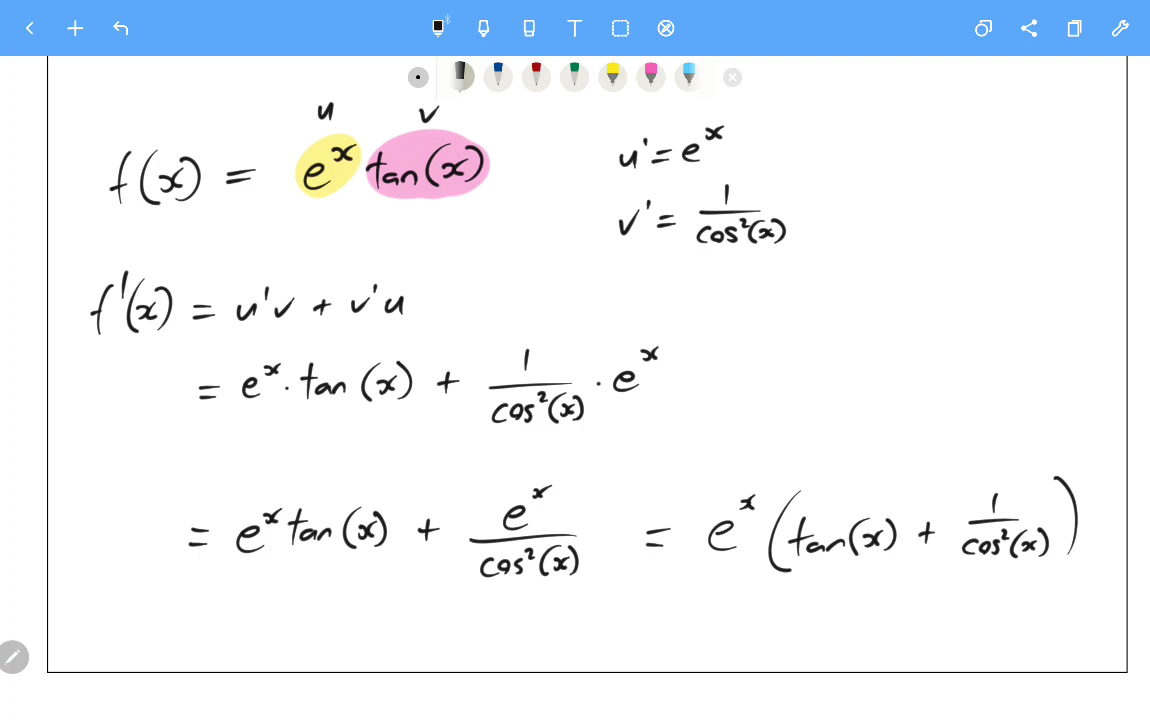 u v
f(x) = e^x tan(x)
u' = e^x
v' = 1/cos²(x)
f'(x) = u'v + v'u
= e^x · tan(x) + 1/cos²(x) · e^x
= e^x tan(x) + e^x/cos²(x) = e^x (tan(x) + 1/cos²(x))